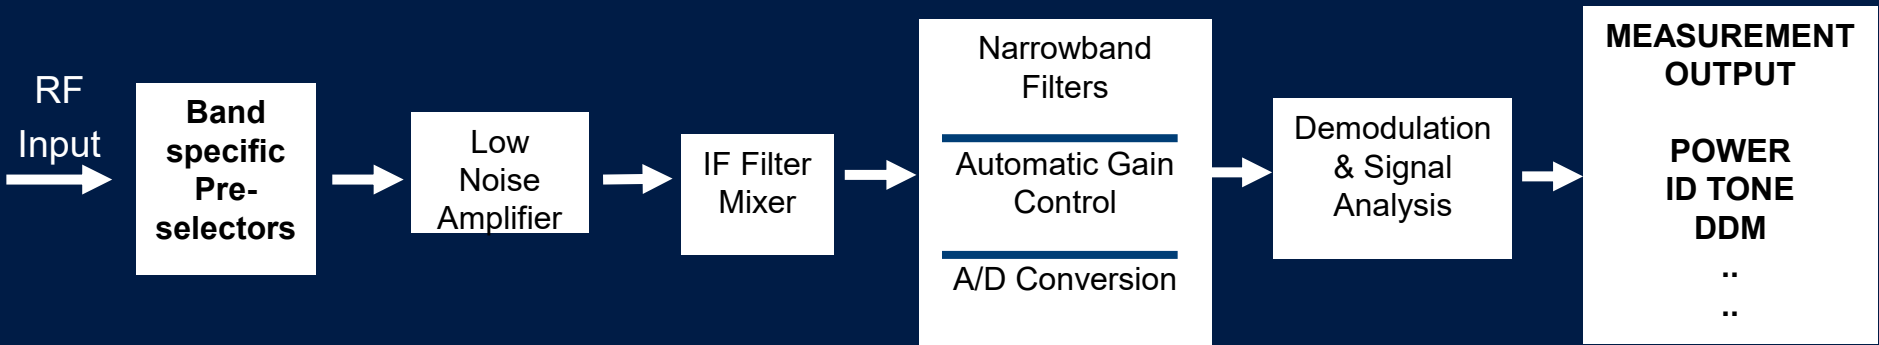 RF
Input
Band
specific
Pre-
selectors
Low
Noise
Amplifier
IF Filter
Mixer
Narrowband
Filters
Automatic Gain
Control
A/D Conversion
Demodulation
& Signal
Analysis
MEASUREMENT
OUTPUT
POWER
ID TONE
DDM
..
..